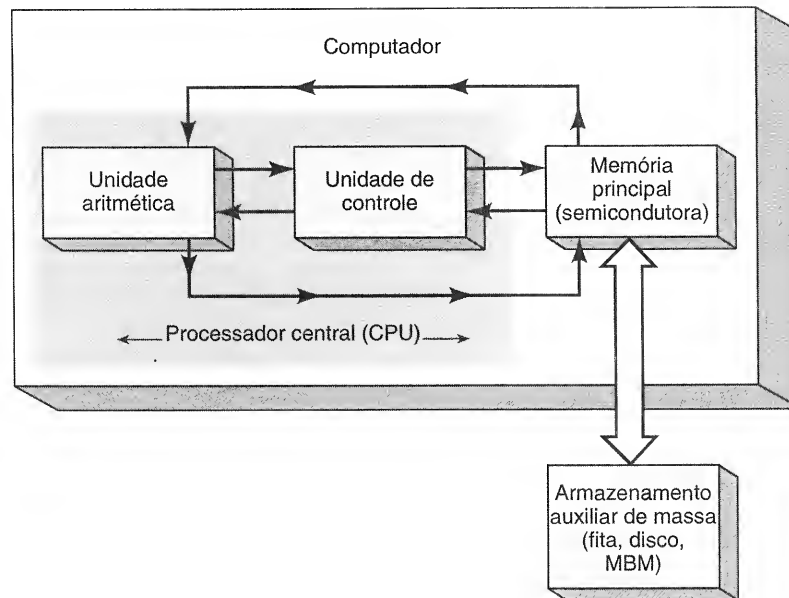 Computador
Unidade
aritmética
Unidade de
controle
Memória
principal
(semicondutora)
Processador central (CPU)
Armazenamento
auxiliar de massa
(fita, disco,
MBM)